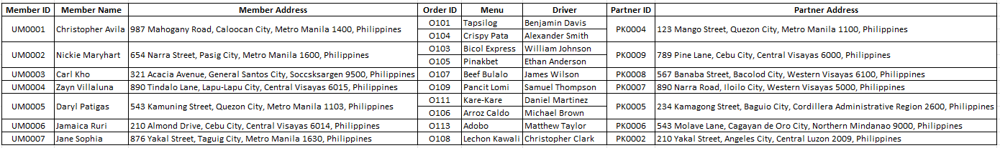 Member ID Member Name Member Address Order ID Menu Driver Partner ID Partner Address
UM0001 Christopher Avila 987 Mahogany Road, Caloocan City, Metro Manila 1400, Philippines O101 Tapsilog Benjamin Davis PK0004 123 Mango Street, Quezon City, Metro Manila 1100, Philippines
O104 Crispy Pata Alexander Smith
UM0002 Nickie Maryhart 654 Narra Street, Pasig City, Metro Manila 1600, Philippines O103 Bicol Express William Johnson PK0009 789 Pine Lane, Cebu City, Central Visayas 6000, Philippines
O105 Pinakbet Ethan Anderson
UM0003 Carl Kho 321 Acacia Avenue, General Santos City, Soccsksargen 9500, Philippines O107 Beef Bulalo James Wilson PK0008 567 Banaba Street, Bacolod City, Western Visayas 6100, Philippines
UM0004 Zayn Villaluna 890 Tindalo Lane, Lapu-Lapu City, Central Visayas 6015, Philippines O109 Pancit Lomi Samuel Thompson PK0007 890 Narra Road, Iloilo City, Western Visayas 5000, Philippines
UM0005 Daryl Patigas 543 Kamuning Street, Quezon City, Metro Manila 1103, Philippines O111 Kare-Kare Daniel Martinez PK0005 234 Kamagong Street, Baguio City, Cordillera Administrative Region 2600, Philippines
O106 Arroz Caldo Michael Brown
UM0006 Jamaica Ruri 210 Almond Drive, Cebu City, Central Visayas 6014, Philippines O113 Adobo Matthew Taylor PK0006 543 Molave Lane, Cagayan de Oro City, Northern Mindanao 9000, Philippines
UM0007 Jane Sophia 876 Yakal Street, Taguig City, Metro Manila 1630, Philippines O108 Lechon Kawali Christopher Clark PK0002 210 Yakal Street, Angeles City, Central Luzon 2009, Philippines